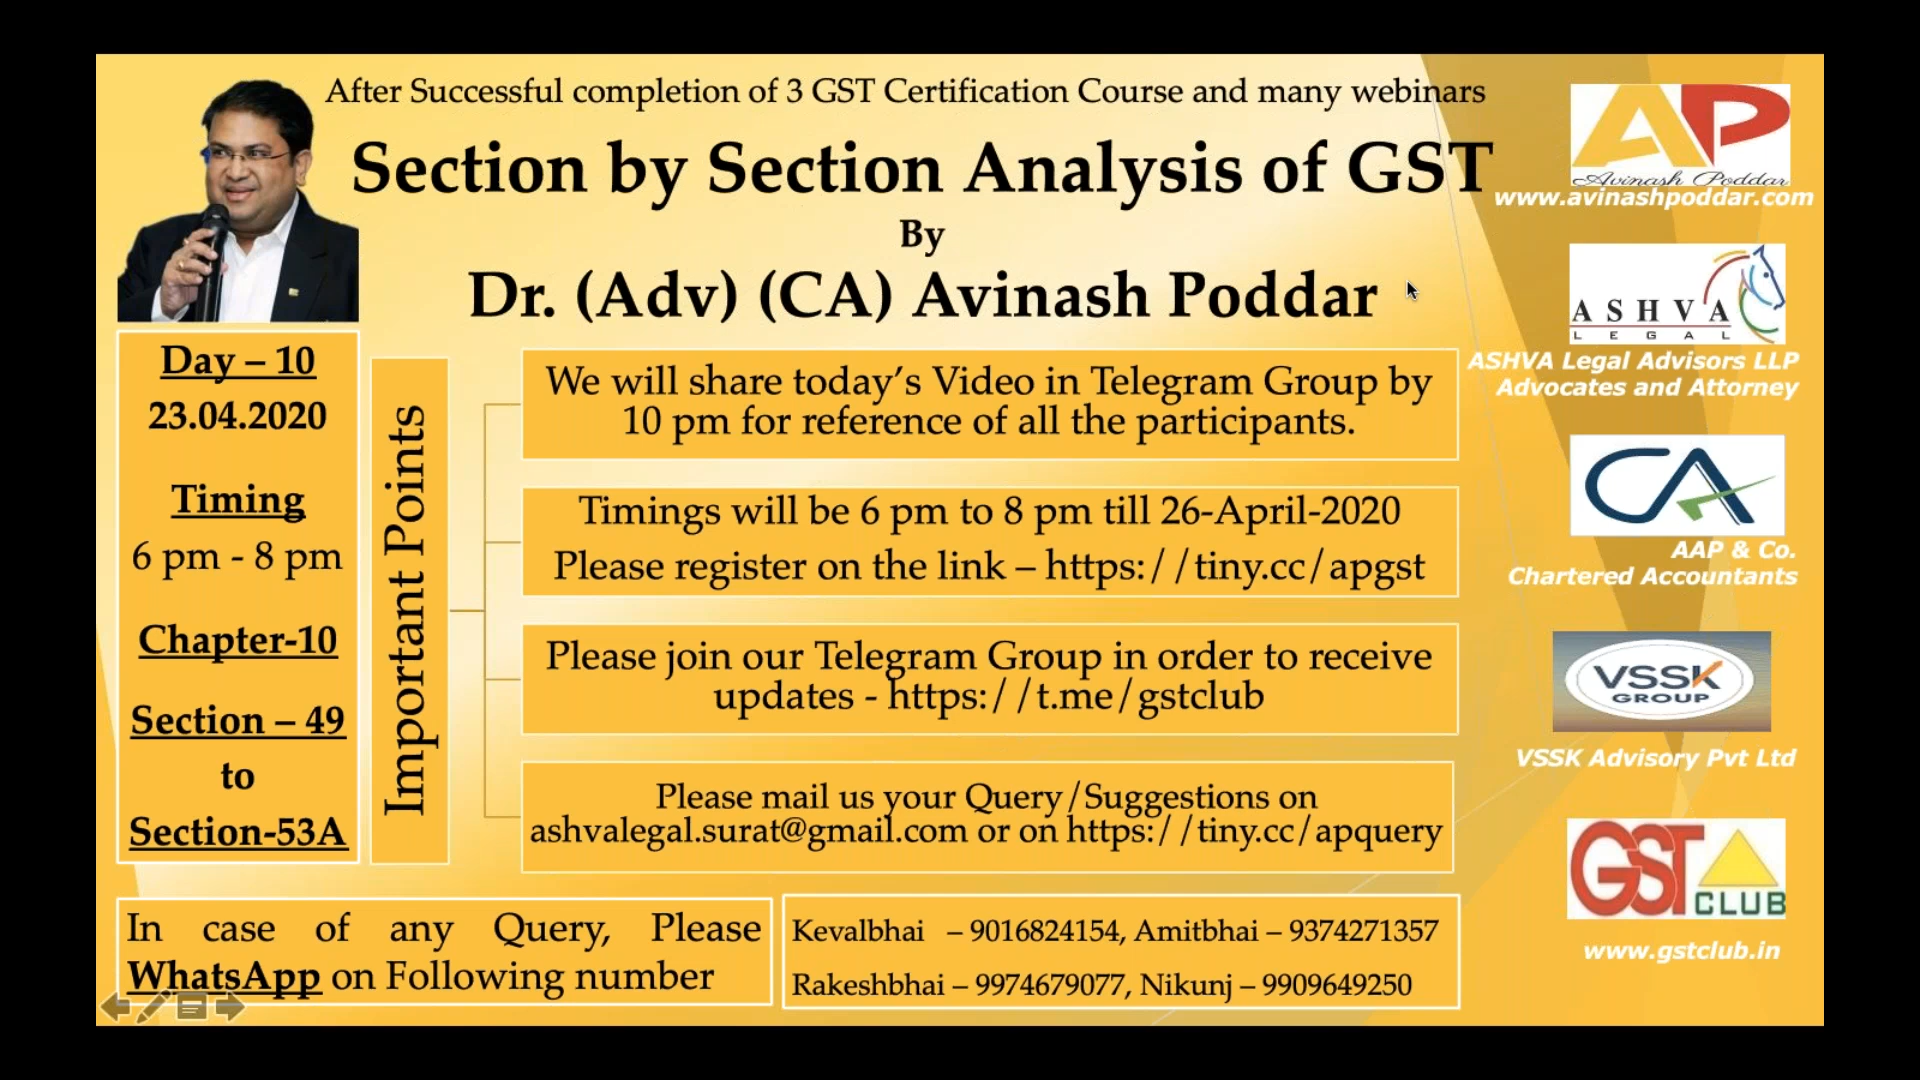 After Successful completion of 3 GST Certification Course and many webinars
Section by Section Analysis of GST
By
Dr. (Adv) (CA) Avinash Poddar
Day – 10
23.04.2020
Timing
6 pm - 8 pm
Chapter-10
Section – 49
to
Section-53A
Important Points
We will share today’s Video in Telegram Group by
10 pm for reference of all the participants.
Timings will be 6 pm to 8 pm till 26-April-2020
Please register on the link – https://tiny.cc/apgst
Please join our Telegram Group in order to receive
updates - https://t.me/gstclub
Please mail us your Query/Suggestions on
ashvalegal.surat@gmail.com or on https://tiny.cc/apquery
In case of any Query, Please
WhatsApp on Following number
Kevalbhai – 9016824154, Amitbhai – 9374271357
Rakeshbhai – 9974679077, Nikunj – 9909649250
AP
Avinash Poddar
www.avinashpoddar.com
ASHVA
LEGAL
ASHVA Legal Advisors LLP
Advocates and Attorney
CA
AAP & Co.
Chartered Accountants
VSSK
GROUP
VSSK Advisory Pvt Ltd
GST
CLUB
www.gstclub.in